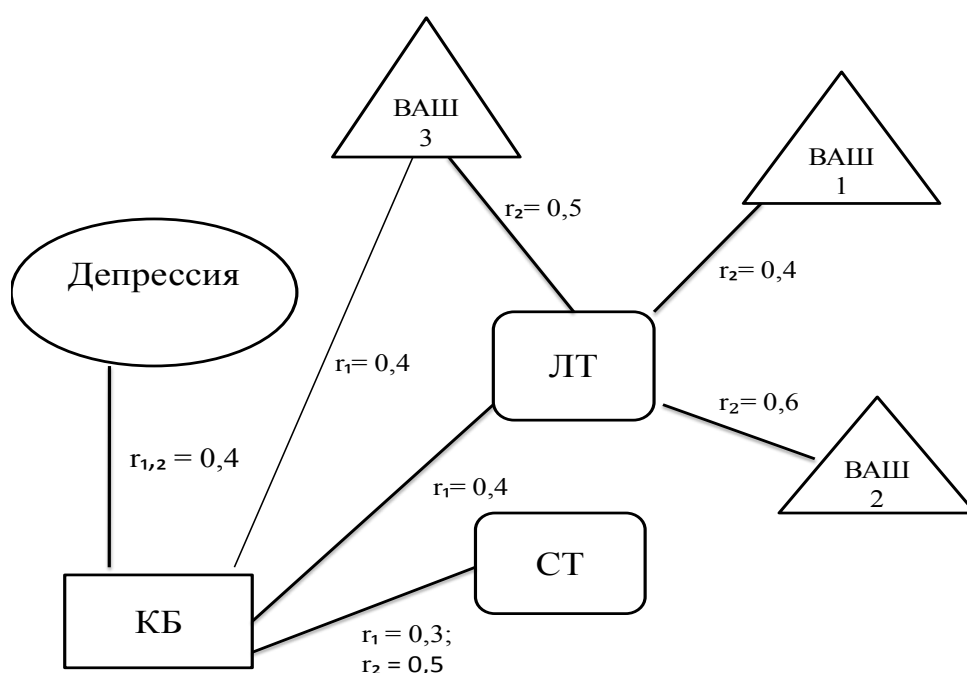 ВАШ
3
ВАШ
1
r₂= 0,5
r₂= 0,4
Депрессия
r₁= 0,4
ЛТ
r₂= 0,6
r₁,₂ = 0,4
ВАШ
2
r₁= 0,4
СТ
КБ
r₁ = 0,3;
r₂ = 0,5